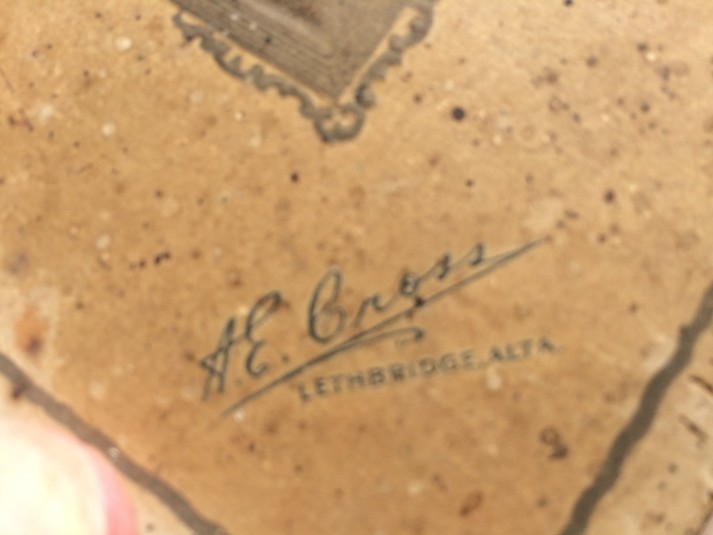 A.E. Cross
LETHBRIDGE, ALTA.